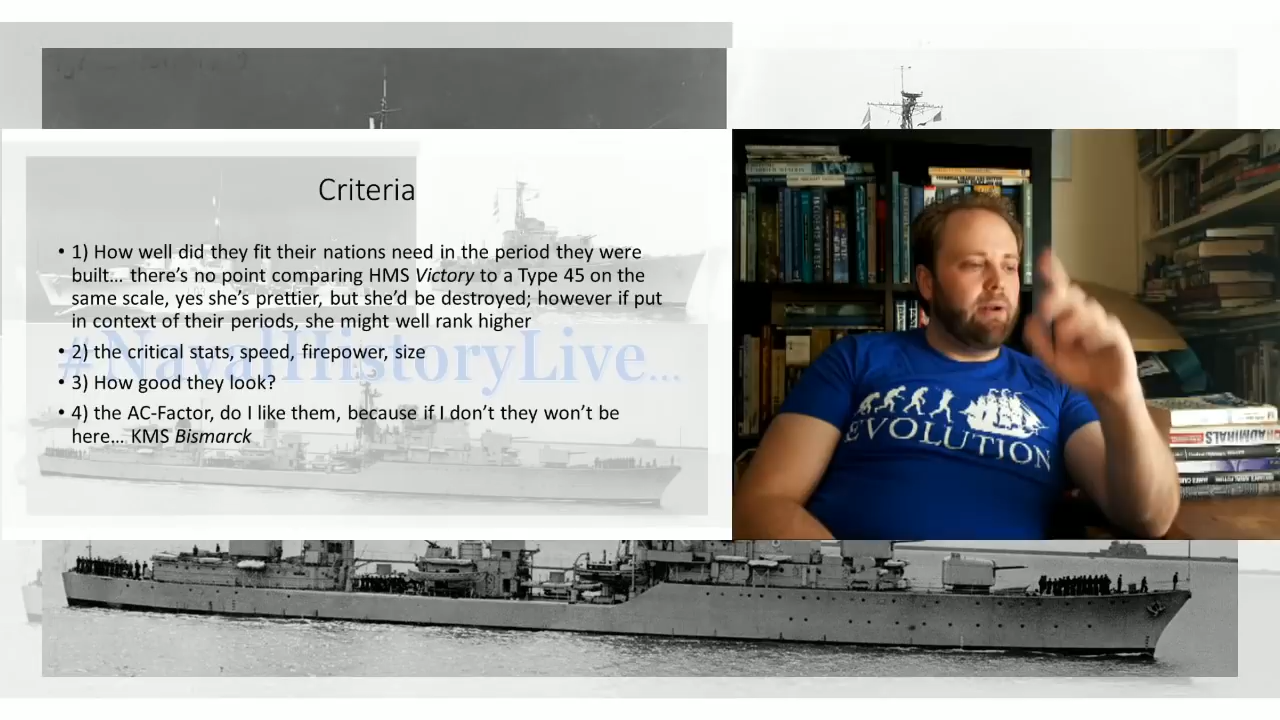 Criteria
• 1) How well did they fit their nations need in the period they were
built... there's no point comparing HMS Victory to a Type 45 on the
same scale, yes she's prettier, but she'd be destroyed; however if put
in context of their periods, she might well rank higher
#NavalHistoryLive...
• 2) the critical stats, speed, firepower, size
• 3) How good they look?
• 4) the AC-Factor, do I like them, because if I don't they won't be
here... KMS Bismarck
EVOLUTION
ADMIRALS